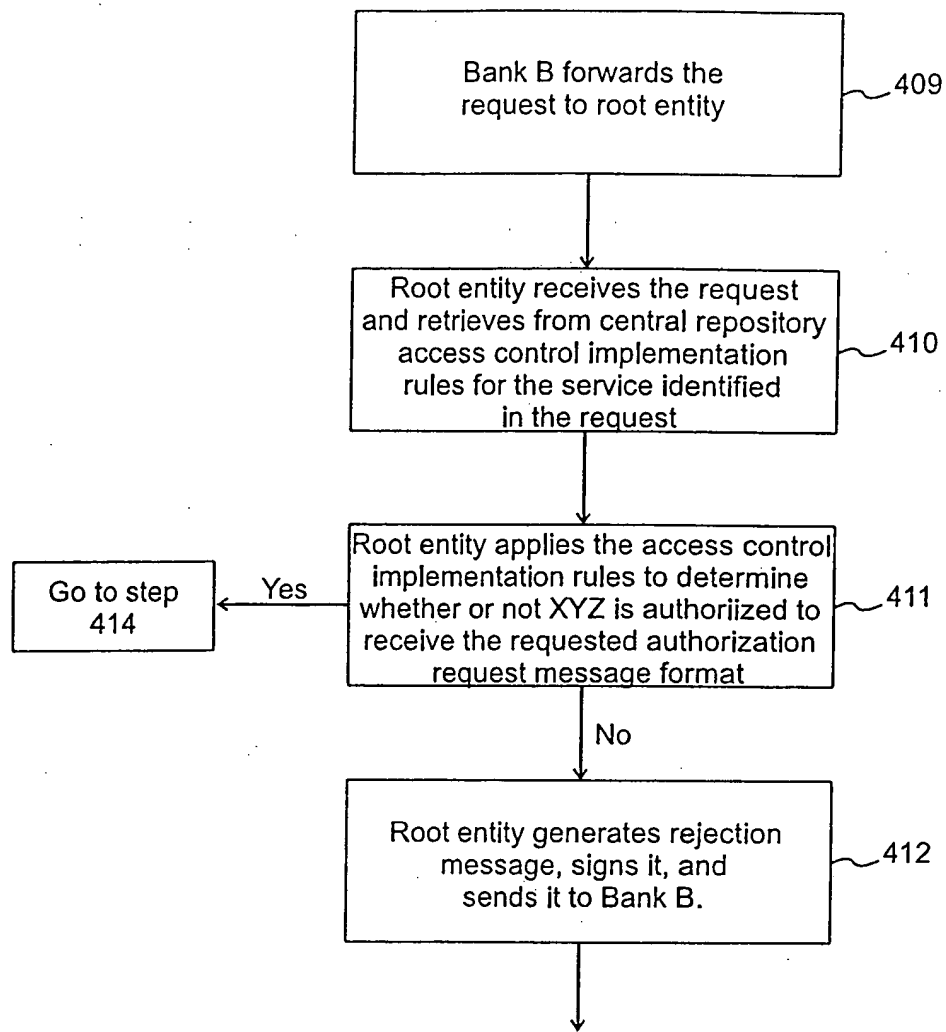 Bank B forwards the
request to root entity
409
Root entity receives the request
and retrieves from central repository
access control implementation
rules for the service identified
in the request
410
Root entity applies the access control
implementation rules to determine
whether or not XYZ is authoriized to
receive the requested authorization
request message format
411
Yes
Go to step
414
No
Root entity generates rejection
message, signs it, and
sends it to Bank B.
412